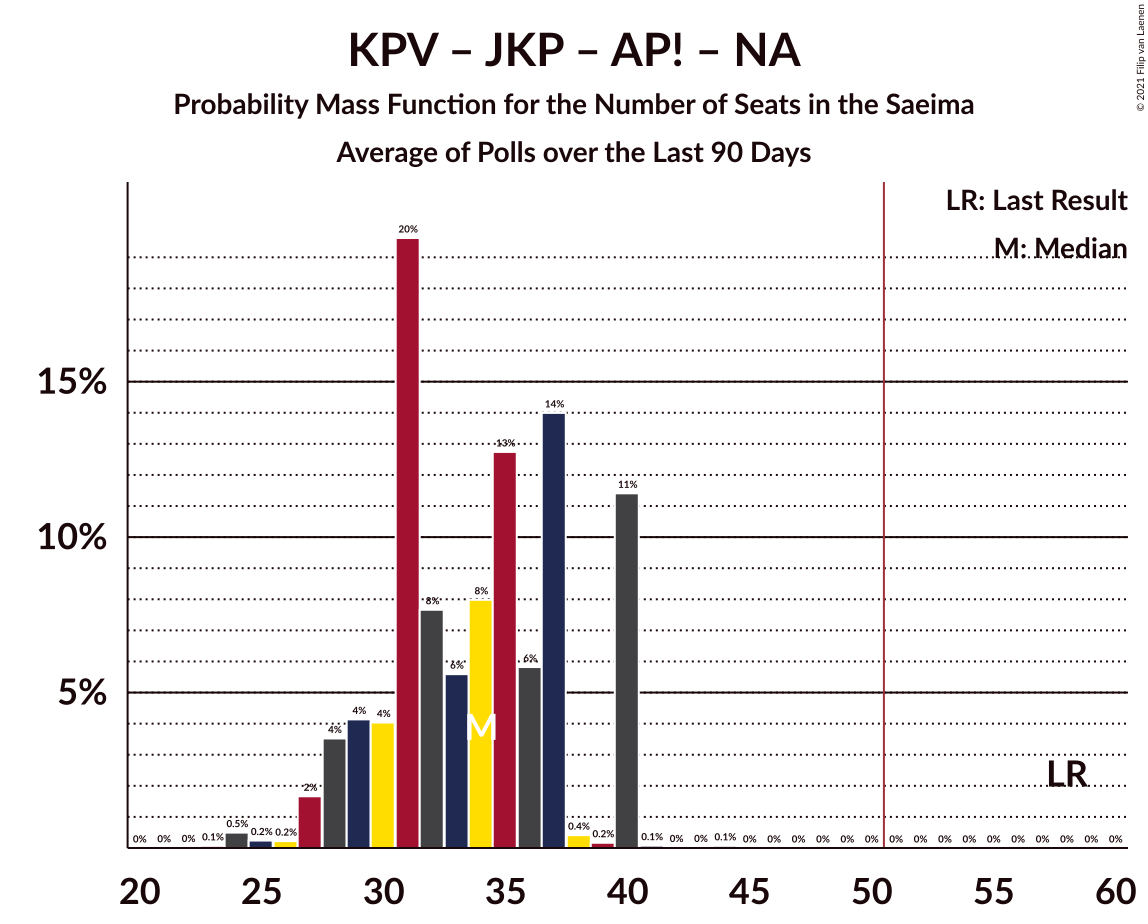 KPV – JKP – AP! – NA
Probability Mass Function for the Number of Seats in the Saeima
Average of Polls over the Last 90 Days
© 2021 Filip van Laenen
LR: Last Result
M: Median
15%
10%
5%
0% 0% 0% 0.1% 0.5% 0.2% 0.2% 2% 4% 4% 4% 20% 8% 6% 8% 13% 6% 14% 0.4% 0.2% 11% 0.1% 0% 0% 0.1% 0% 0% 0% 0% 0% 0% 0% 0% 0% 0% 0% 0% 0% 0% 0% 0%
M
LR
20 25 30 35 40 45 50 55 60